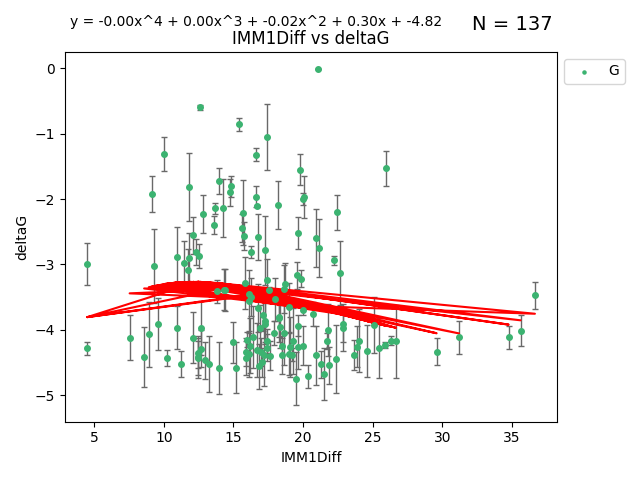 y = -0.00x^4 + 0.00x^3 + -0.02x^2 + 0.30x + -4.82
N = 137
IMM1Diff vs deltaG
G
0
−1
−2
−3
−4
−5
deltaG
5 10 15 20 25 30 35
IMM1Diff